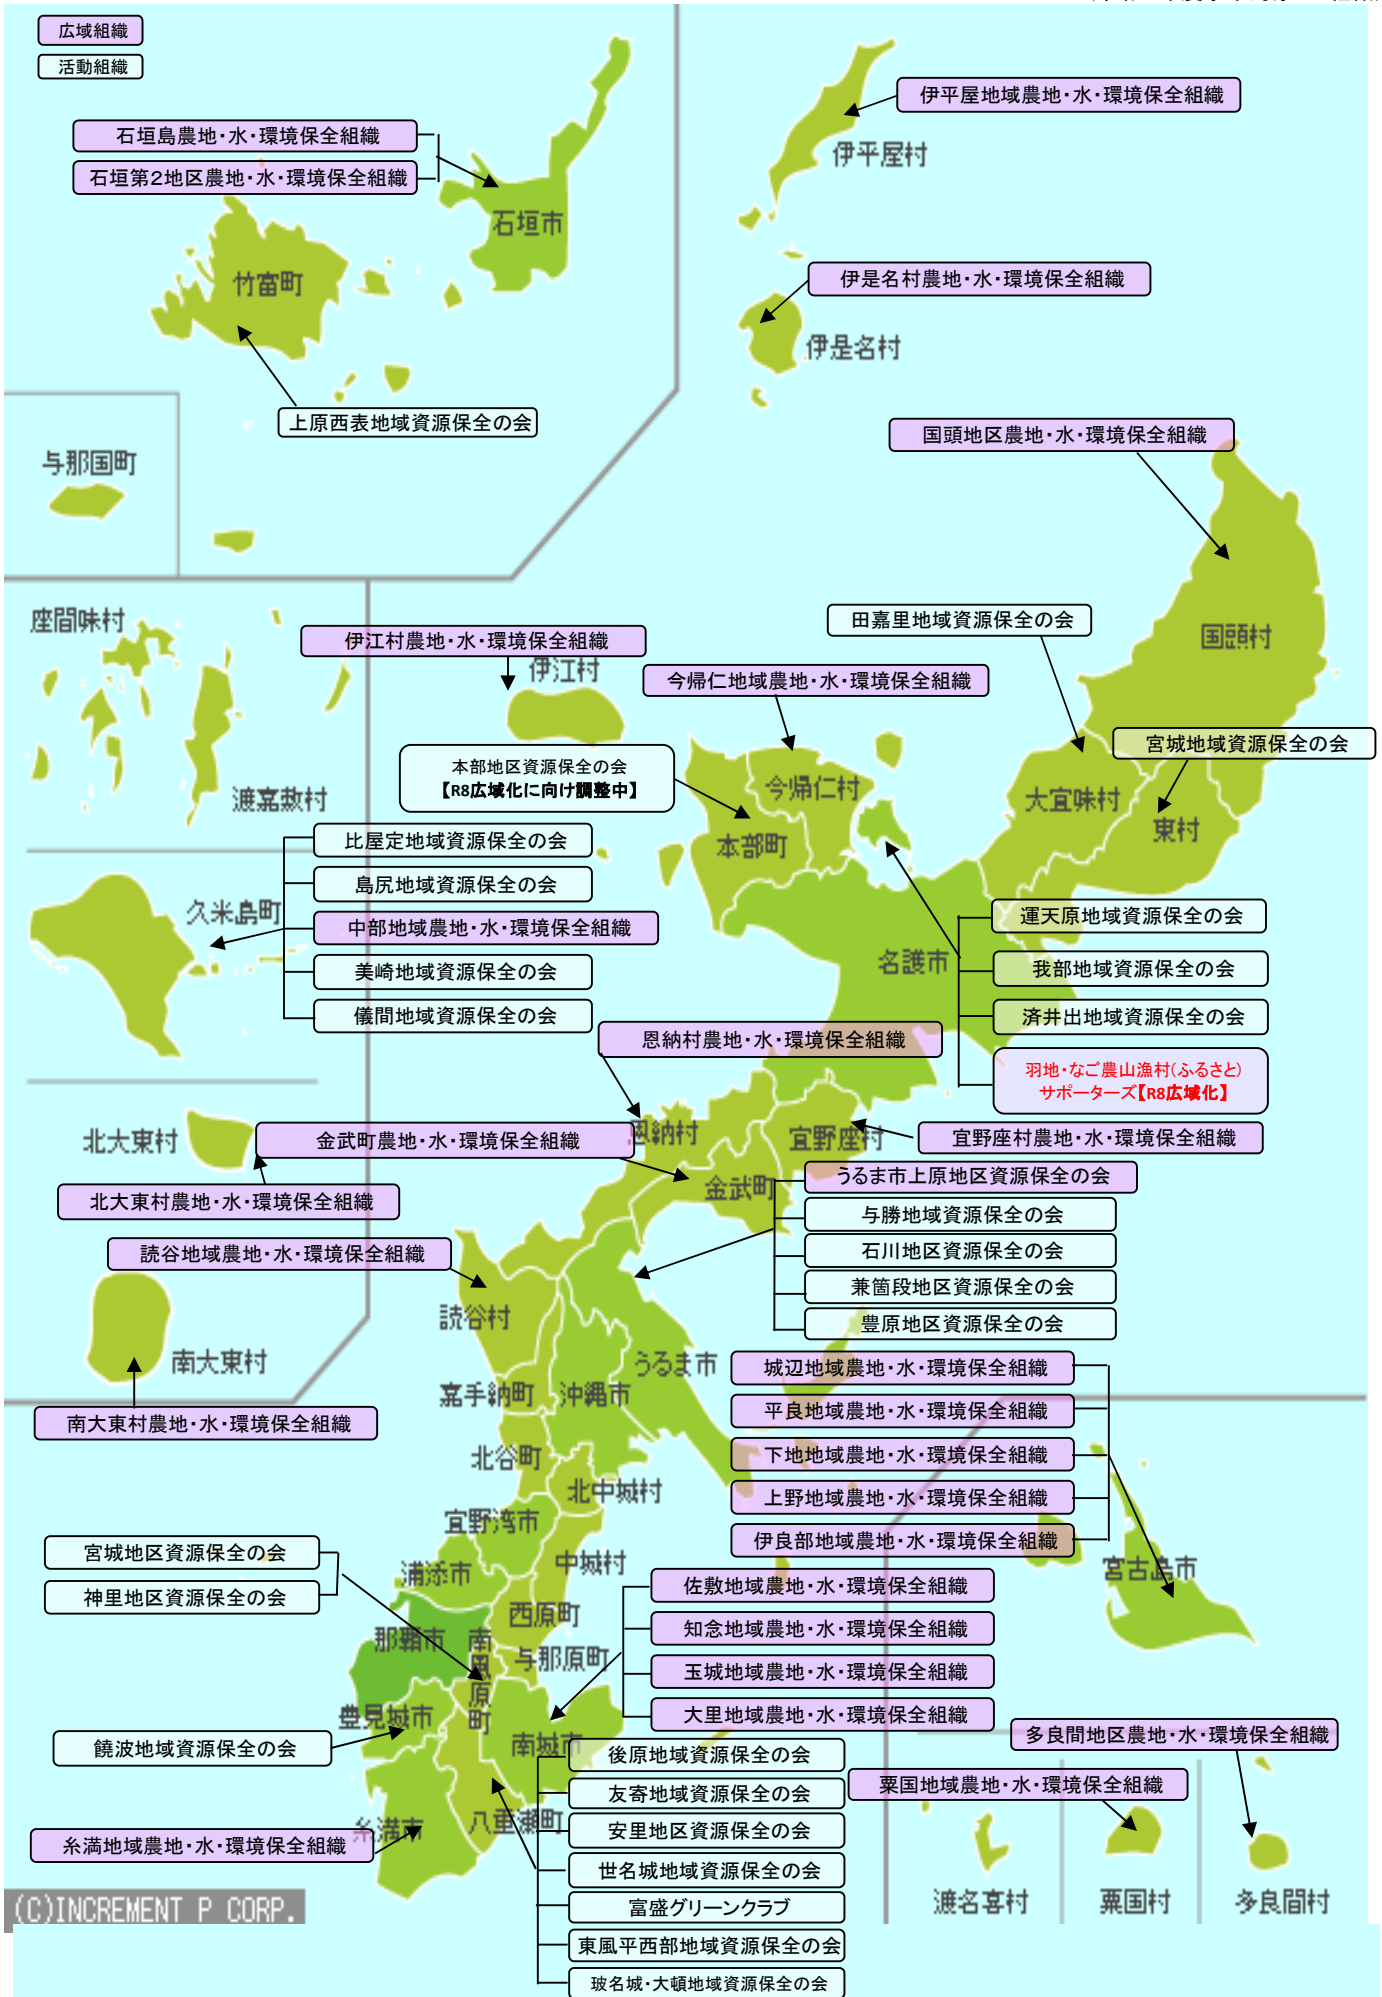 広域組織
活動組織
伊平屋地域農地・水・環境保全組織
石垣島農地・水・環境保全組織
石垣第2地区農地・水・環境保全組織
伊平屋村
石垣市
竹富町
伊是名村農地・水・環境保全組織
伊是名村
上原西表地域資源保全の会
国頭地区農地・水・環境保全組織
与那国町
座間味村
田嘉里地域資源保全の会
国頭村
伊江村農地・水・環境保全組織
伊江村
今帰仁地域農地・水・環境保全組織
宮城地域資源保全の会
本部地区資源保全の会
【R8広域化に向け調整中】
今帰仁村
大宜味村
渡嘉敷村
東村
本部町
比屋定地域資源保全の会
島尻地域資源保全の会
久米島町
中部地域農地・水・環境保全組織
美崎地域資源保全の会
儀間地域資源保全の会
名護市
運天原地域資源保全の会
我部地域資源保全の会
済井出地域資源保全の会
羽地・なご農山漁村(ふるさと)
サポーターズ【R8広域化】
恩納村農地・水・環境保全組織
恩納村
北大東村
金武町農地・水・環境保全組織
宜野座村
宜野座村農地・水・環境保全組織
金武町
北大東村農地・水・環境保全組織
うるま市上原地区資源保全の会
与勝地域資源保全の会
石川地区資源保全の会
兼箇段地区資源保全の会
豊原地区資源保全の会
読谷地域農地・水・環境保全組織
読谷村
南大東村
うるま市
南大東村農地・水・環境保全組織
嘉手納町
沖縄市
城辺地域農地・水・環境保全組織
平良地域農地・水・環境保全組織
下地地域農地・水・環境保全組織
上野地域農地・水・環境保全組織
伊良部地域農地・水・環境保全組織
北谷町
北中城村
宜野湾市
中城村
宮古島市
宮城地区資源保全の会
神里地区資源保全の会
浦添市
西原町
佐敷地域農地・水・環境保全組織
知念地域農地・水・環境保全組織
玉城地域農地・水・環境保全組織
大里地域農地・水・環境保全組織
那覇市
南風原町
与那原町
豊見城市
饒波地域資源保全の会
南城市
多良間地区農地・水・環境保全組織
粟国地域農地・水・環境保全組織
後原地域資源保全の会
友寄地域資源保全の会
安里地区資源保全の会
世名城地域資源保全の会
富盛グリーンクラブ
東風平西部地域資源保全の会
玻名城・大頓地域資源保全の会
八重瀬町
糸満市
糸満地域農地・水・環境保全組織
渡名喜村
粟国村
多良間村
(C)INCREMENT P CORP.